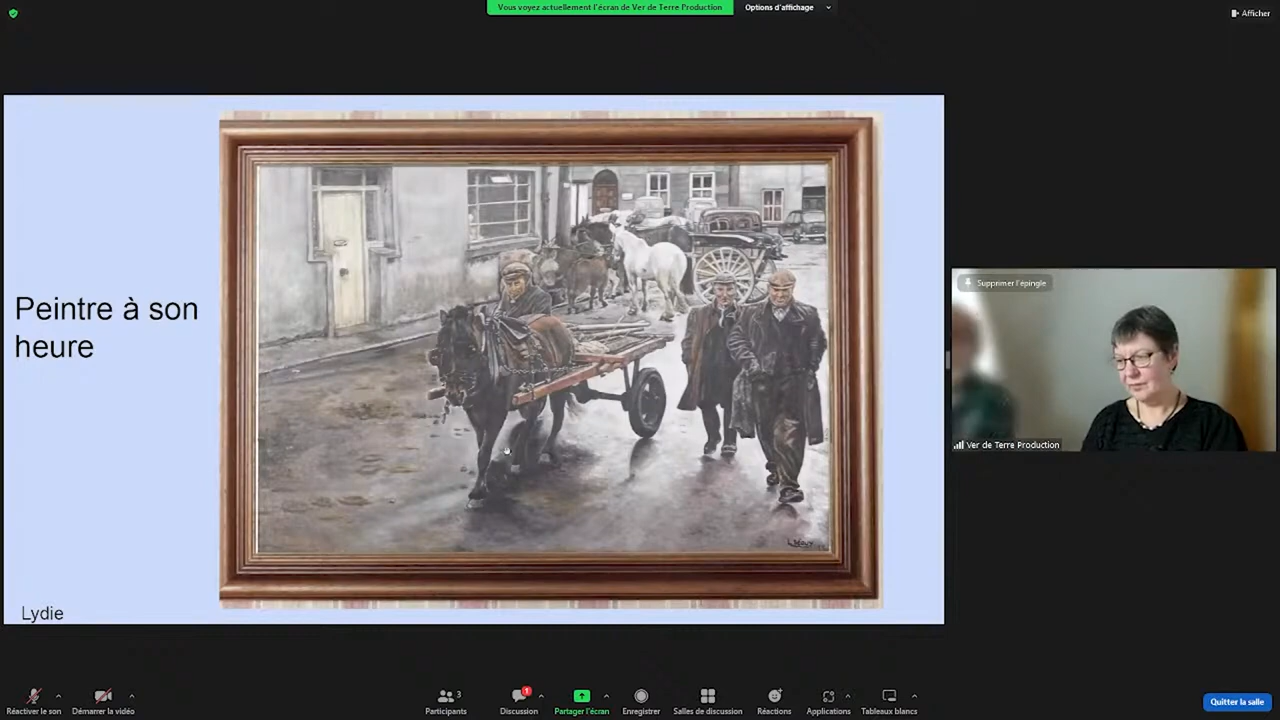 Vous voyez actuellement l'écran de Ver de Terre Production
Options d'affichage
Afficher
Peintre à son
heure
Lydie
Supprimer l'épingle
Ver de Terre Production
Réactiver le son
Démarrer la vidéo
3
Participants
1
Discussion
Partager l'écran
Enregistrer
Salles de discussion
Réactions
Applications
Tableaux blancs
Quitter la salle